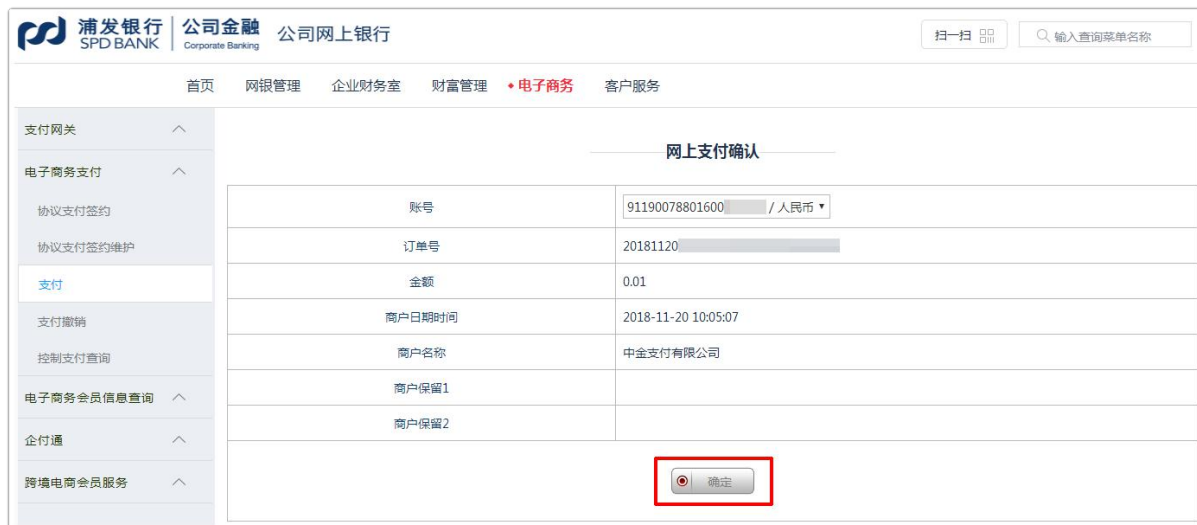 浦发银行 公司金融 公司网上银行
SPD BANK Corporate Banking
扫一扫 输入查询菜单名称
首页 网银管理 企业财务室 财富管理 电子商务 客户服务
支付网关
电子商务支付
协议支付签约
协议支付签约维护
支付
支付撤销
控制支付查询
电子商务会员信息查询
企付通
跨境电商会员服务
网上支付确认
账号 91190078801600 / 人民币
订单号 20181120
金额 0.01
商户日期时间 2018-11-20 10:05:07
商户名称 中金支付有限公司
商户保留1
商户保留2
确定